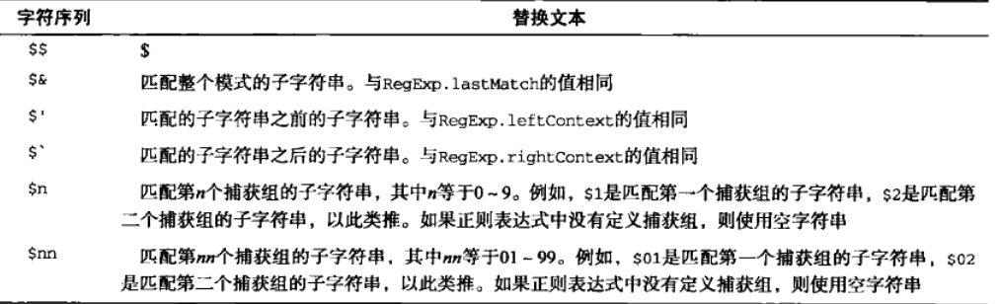 字符序列 替换文本
$$ $
$& 匹配整个模式的子字符串。与RegExp.lastMatch的值相同
$' 匹配的子字符串之前的子字符串。与RegExp.leftContext的值相同
$` 匹配的子字符串之后的子字符串。与RegExp.rightContext的值相同
$n 匹配第n个捕获组的子字符串，其中n等于0~9。例如，$1是匹配第一个捕获组的子字符串，$2是匹配第
二个捕获组的子字符串，以此类推。如果正则表达式中没有定义捕获组，则使用空字符串
$nn 匹配第nn个捕获组的子字符串，其中nn等于01~99。例如，$01是匹配第一个捕获组的子字符串，$02
是匹配第二个捕获组的子字符串，以此类推。如果正则表达式中没有定义捕获组，则使用空字符串